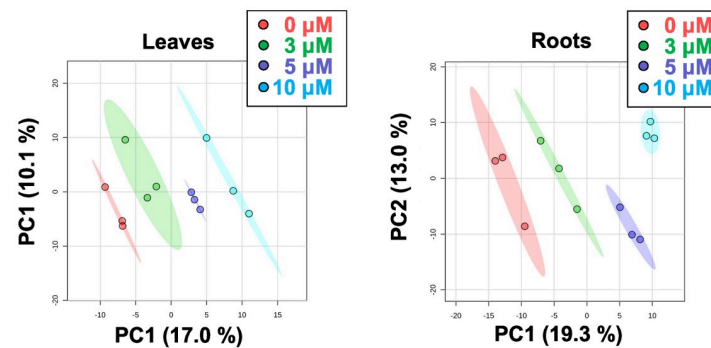 Leaves
0 µM
3 µM
5 µM
10 µM
20
10
0
-10
-20
PC1 (10.1 %)
-10
-5
0
5
10
15
PC1 (17.0 %)
Roots
0 µM
3 µM
5 µM
10 µM
20
10
0
-10
-20
PC2 (13.0 %)
-20
-15
-10
-5
0
5
10
PC1 (19.3 %)